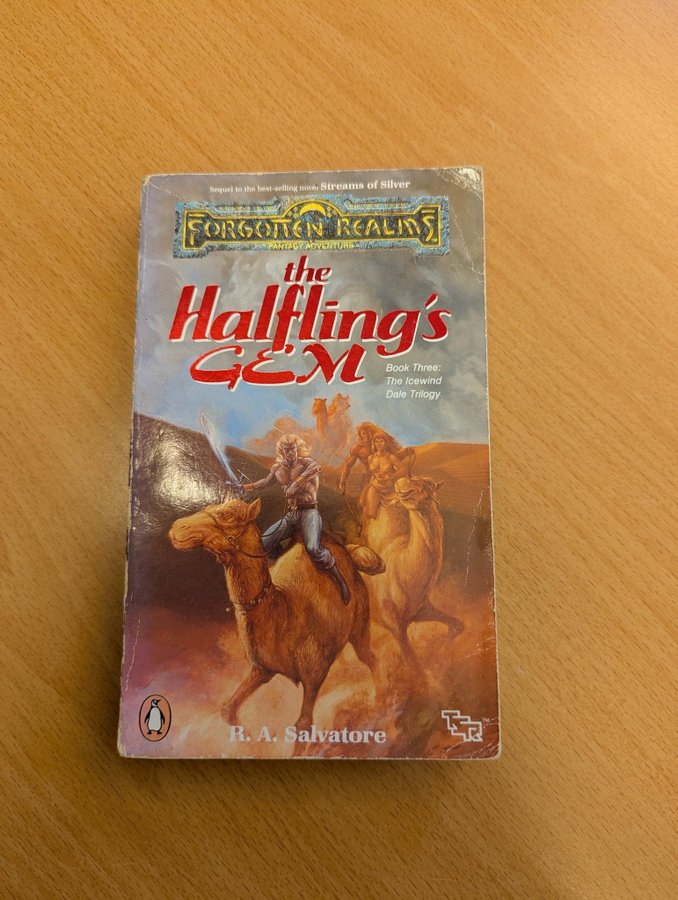 Sequel to the best-selling novel Streams of Silver
FORGOTTEN REALMS
FANTASY ADVENTURE
the
Halfling's
GEM
Book Three:
The Icewind
Dale Trilogy
R. A. Salvatore
TSR™